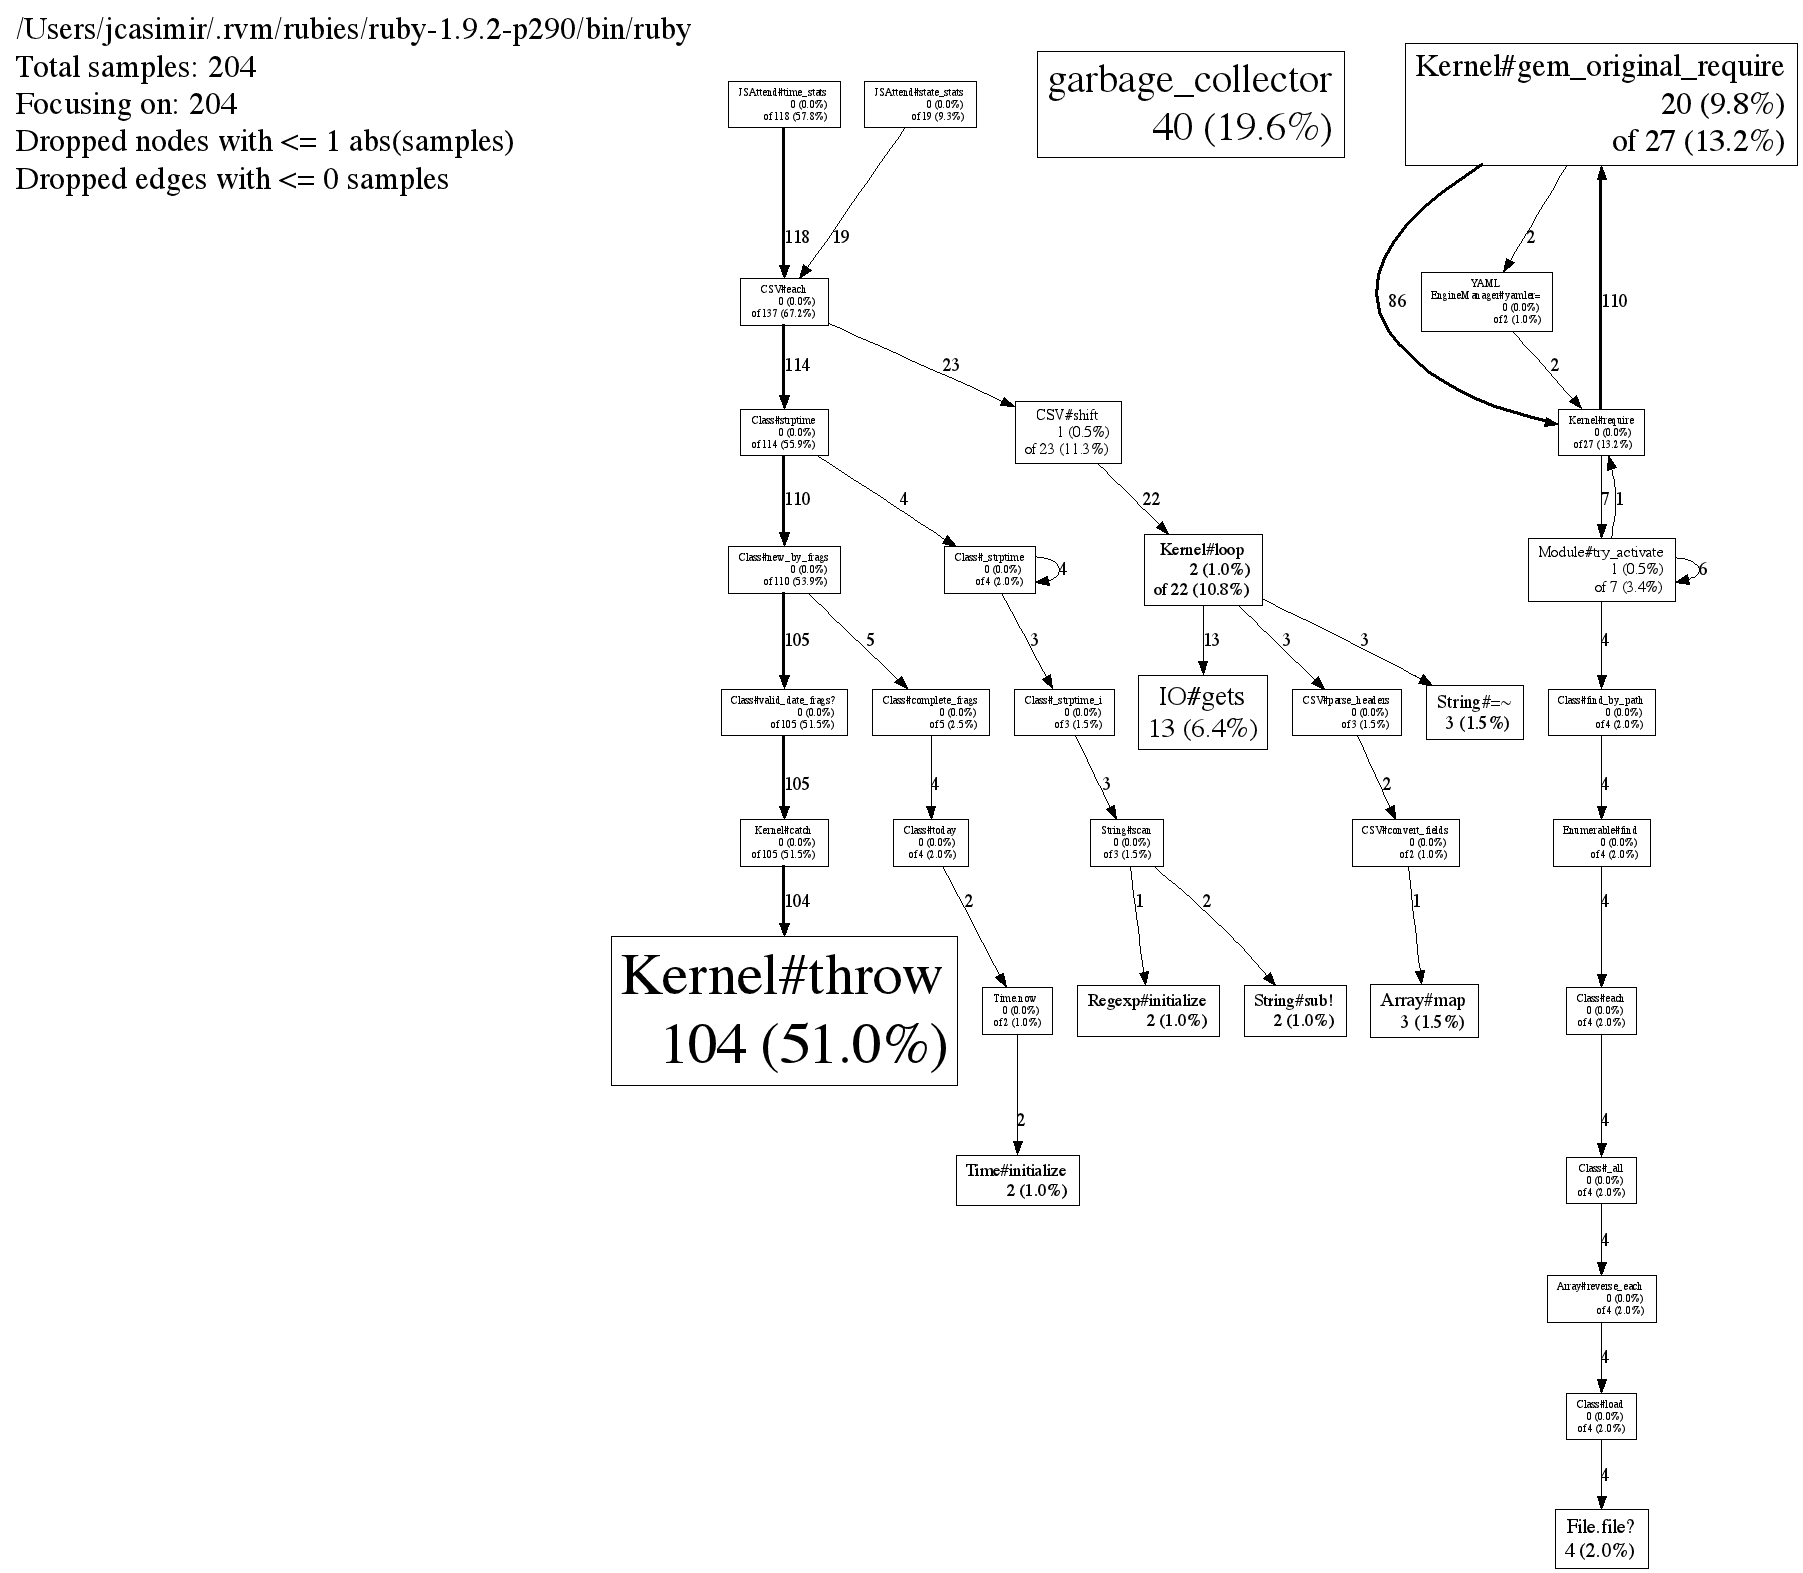 /Users/jcasimir/.rvm/rubies/ruby-1.9.2-p290/bin/ruby
Total samples: 204
Focusing on: 204
Dropped nodes with <= 1 abs(samples)
Dropped edges with <= 0 samples
JSAttend#time_stats
0 (0.0%)
of 118 (57.8%)
JSAttend#state_stats
0 (0.0%)
of 19 (9.3%)
garbage_collector
40 (19.6%)
Kernel#gem_original_require
20 (9.8%)
of 27 (13.2%)
118
19
2
86
110
CSV#each
0 (0.0%)
of 137 (67.2%)
YAML
EngineManager#yamler=
0 (0.0%)
of 2 (1.0%)
114
23
2
Class#strptime
0 (0.0%)
of 114 (55.9%)
CSV#shift
1 (0.5%)
of 23 (11.3%)
Kernel#require
0 (0.0%)
of 27 (13.2%)
110
4
22
7
1
Class#new_by_frags
0 (0.0%)
of 110 (53.9%)
Class#_strptime
0 (0.0%)
of 4 (2.0%)
4
Kernel#loop
2 (1.0%)
of 22 (10.8%)
Module#try_activate
1 (0.5%)
of 7 (3.4%)
6
105
5
3
13
3
3
4
Class#valid_date_frags?
0 (0.0%)
of 105 (51.5%)
Class#complete_frags
0 (0.0%)
of 5 (2.5%)
Class#_strptime_i
0 (0.0%)
of 3 (1.5%)
IO#gets
13 (6.4%)
CSV#parse_headers
0 (0.0%)
of 3 (1.5%)
String#=~
3 (1.5%)
Class#find_by_path
0 (0.0%)
of 4 (2.0%)
105
4
3
2
4
Kernel#catch
0 (0.0%)
of 105 (51.5%)
Class#today
0 (0.0%)
of 4 (2.0%)
String#scan
0 (0.0%)
of 3 (1.5%)
CSV#convert_fields
0 (0.0%)
of 2 (1.0%)
Enumerable#find
0 (0.0%)
of 4 (2.0%)
104
2
1
2
1
4
Kernel#throw
104 (51.0%)
Time.now
0 (0.0%)
of 2 (1.0%)
Regexp#initialize
2 (1.0%)
String#sub!
2 (1.0%)
Array#map
3 (1.5%)
Class#each
0 (0.0%)
of 4 (2.0%)
2
4
Time#initialize
2 (1.0%)
Class#_all
0 (0.0%)
of 4 (2.0%)
4
Array#reverse_each
0 (0.0%)
of 4 (2.0%)
4
Class#load
0 (0.0%)
of 4 (2.0%)
4
File.file?
4 (2.0%)